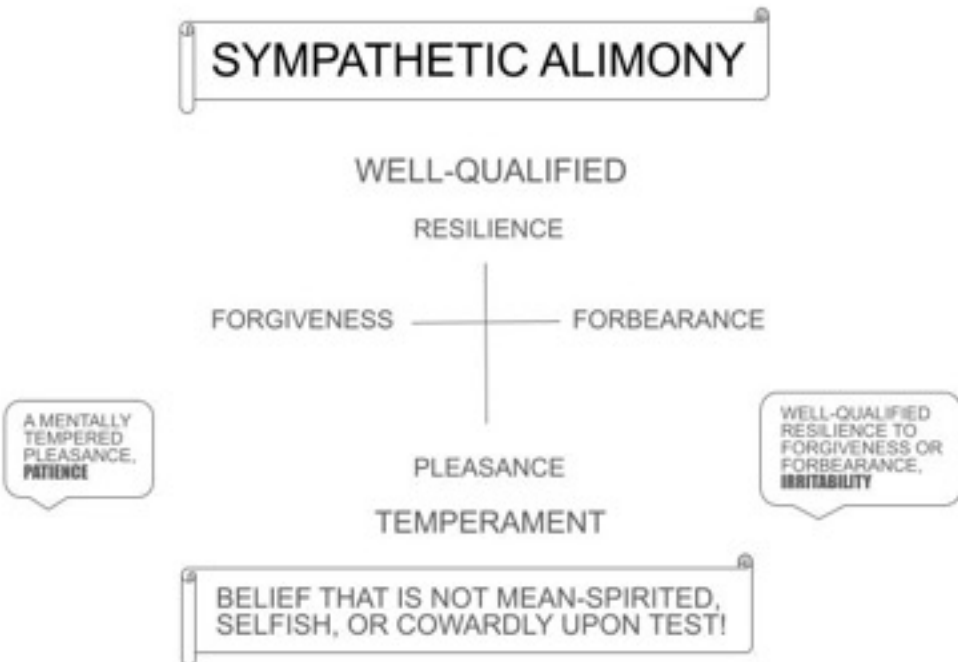 SYMPATHETIC ALIMONY
WELL-QUALIFIED
RESILIENCE
FORGIVENESS
FORBEARANCE
A MENTALLY
TEMPERED
PLEASANCE,
PATIENCE
WELL-QUALIFIED
RESILIENCE TO
FORGIVENESS OR
FORBEARANCE,
IRRITABILITY
PLEASANCE
TEMPERAMENT
BELIEF THAT IS NOT MEAN-SPIRITED,
SELFISH, OR COWARDLY UPON TEST!